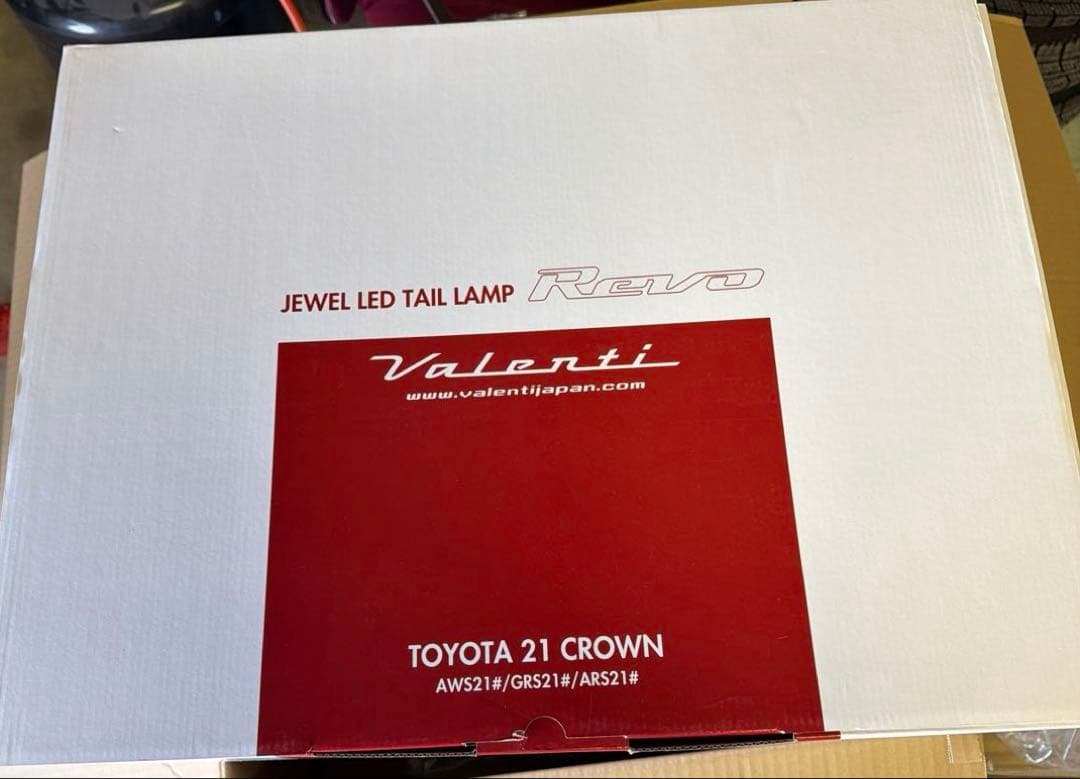 JEWEL LED TAIL LAMP Revo
Valenti
www.valentijapan.com
TOYOTA 21 CROWN
AWS21#/GRS21#/ARS21#